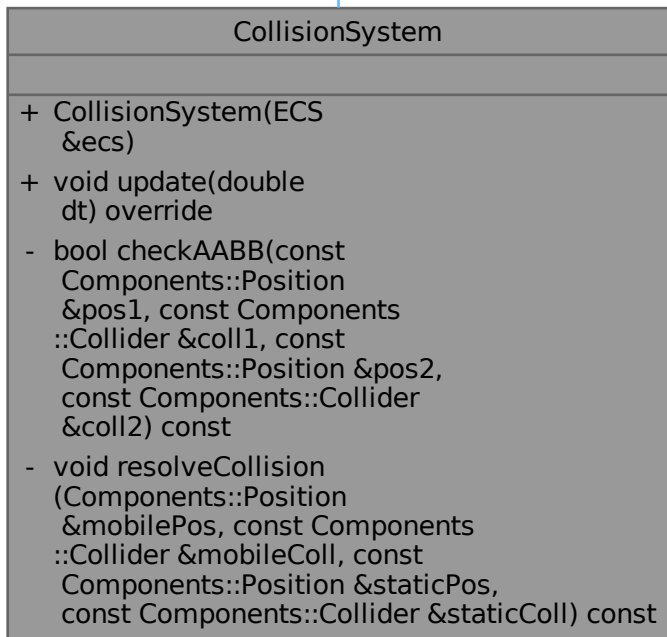 CollisionSystem
+ CollisionSystem(ECS
&ecs)
+ void update(double
dt) override
- bool checkAABB(const
Components::Position
&pos1, const Components
::Collider &coll1, const
Components::Position &pos2,
const Components::Collider
&coll2) const
- void resolveCollision
(Components::Position
&mobilePos, const Components
::Collider &mobileColl, const
Components::Position &staticPos,
const Components::Collider &staticColl) const